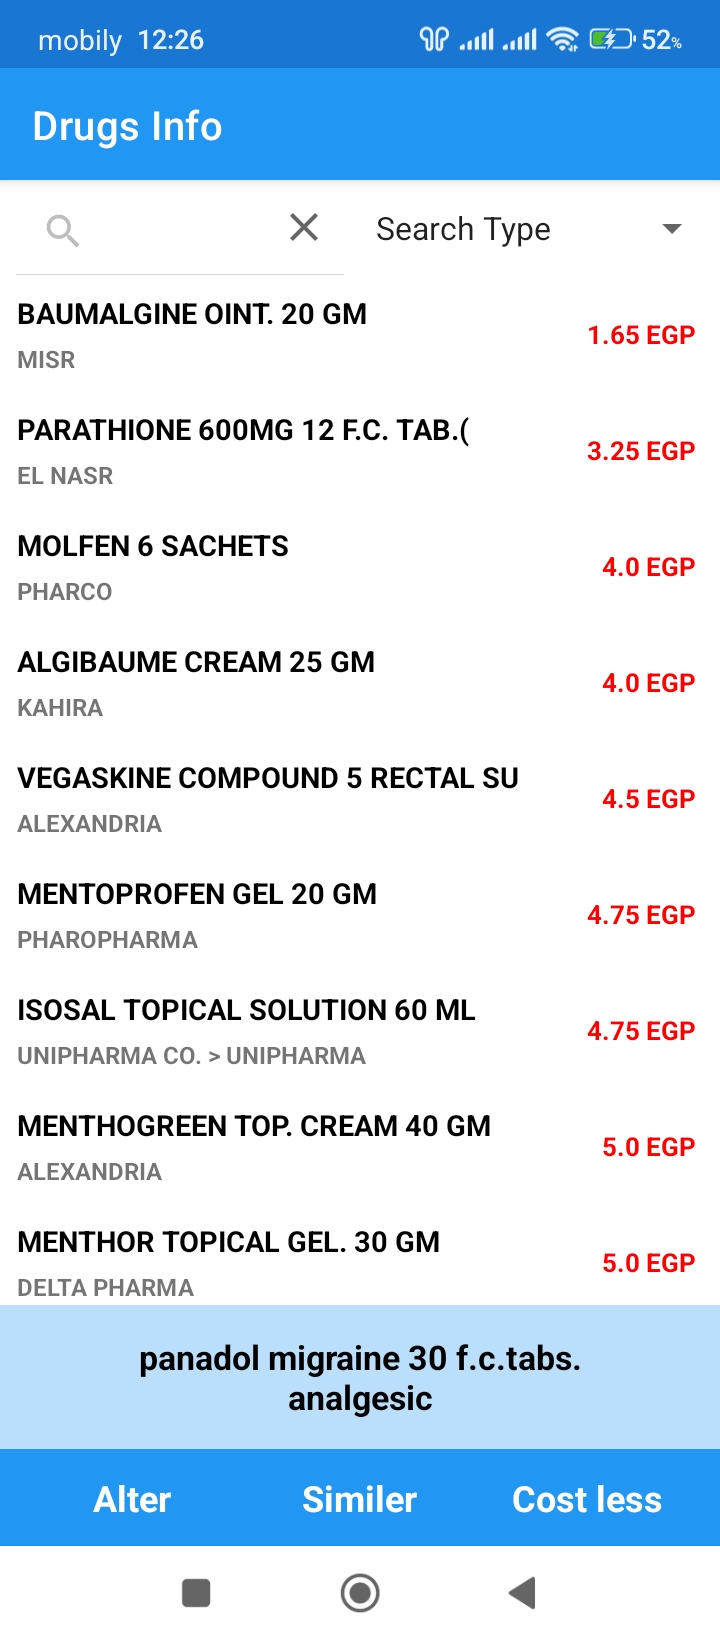 mobily 12:26 52%
Drugs Info
Search Type
BAUMALGINE OINT. 20 GM
1.65 EGP
MISR
PARATHIONE 600MG 12 F.C. TAB.(
3.25 EGP
EL NASR
MOLFEN 6 SACHETS
4.0 EGP
PHARCO
ALGIBAUME CREAM 25 GM
4.0 EGP
KAHIRA
VEGASKINE COMPOUND 5 RECTAL SU
4.5 EGP
ALEXANDRIA
MENTOPROFEN GEL 20 GM
4.75 EGP
PHAROPHARMA
ISOSAL TOPICAL SOLUTION 60 ML
4.75 EGP
UNIPHARMA CO. > UNIPHARMA
MENTHOGREEN TOP. CREAM 40 GM
5.0 EGP
ALEXANDRIA
MENTHOR TOPICAL GEL. 30 GM
5.0 EGP
DELTA PHARMA
panadol migraine 30 f.c.tabs.
analgesic
Alter Similer Cost less